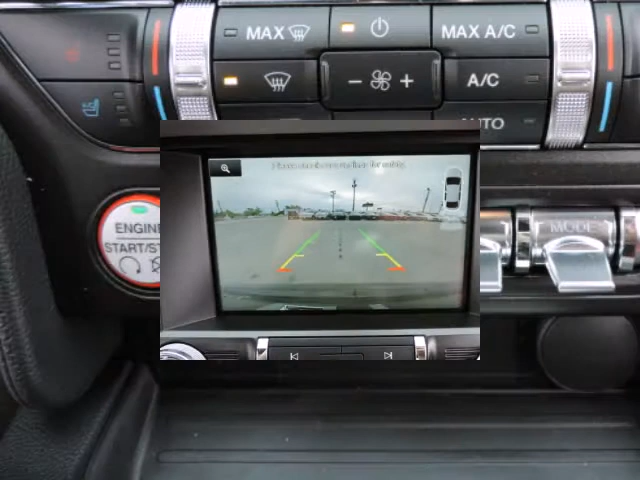 MAX
MAX A/C
A/C
AUTO
ENGINE
START/ST
MODE